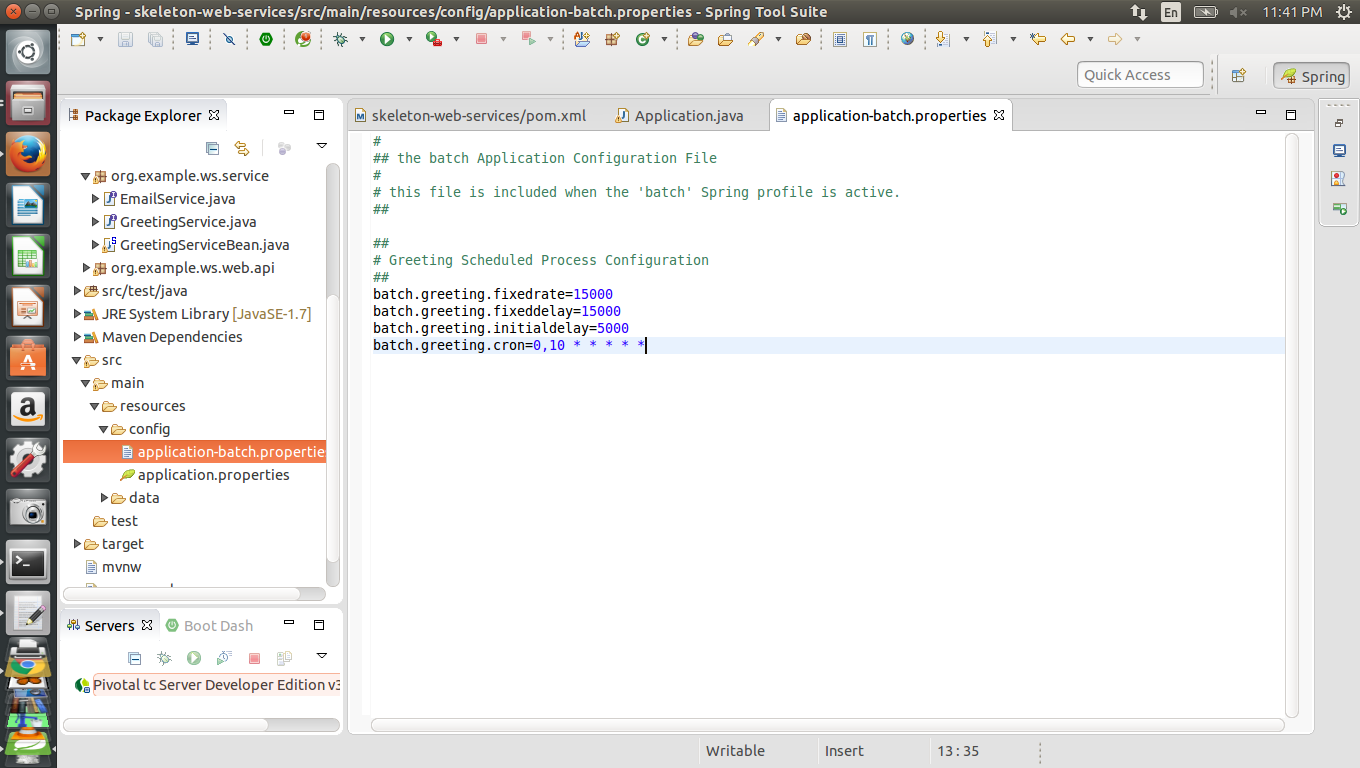 Spring - skeleton-web-services/src/main/resources/config/application-batch.properties - Spring Tool Suite
En
11:41 PM
Quick Access
Spring
Package Explorer
org.example.ws.service
EmailService.java
GreetingService.java
GreetingServiceBean.java
org.example.ws.web.api
src/test/java
JRE System Library [JavaSE-1.7]
Maven Dependencies
src
main
resources
config
application-batch.propertie
application.properties
data
test
target
mvnw
Servers
Boot Dash
Pivotal tc Server Developer Edition v3
skeleton-web-services/pom.xml
Application.java
application-batch.properties
#
## the batch Application Configuration File
#
# this file is included when the 'batch' Spring profile is active.
##
##
# Greeting Scheduled Process Configuration
##
batch.greeting.fixedrate=15000
batch.greeting.fixeddelay=15000
batch.greeting.initialdelay=5000
batch.greeting.cron=0,10 * * * * *
Writable
Insert
13 : 35